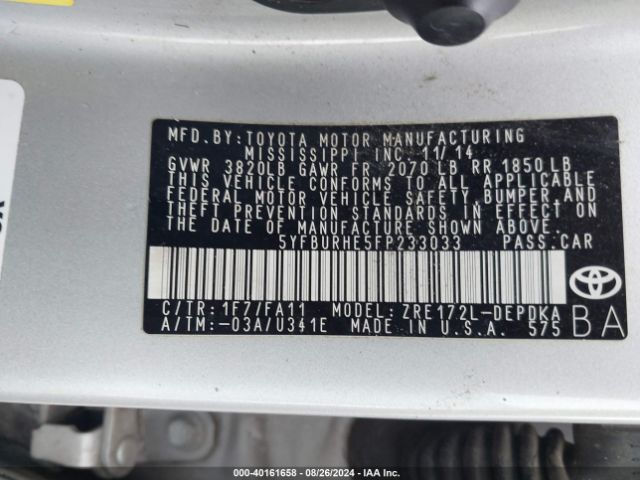 MFD.BY:TOYOTA MOTOR MANUFACTURING
MISSISSIPPI INC. 11/14
GVWR 3820LB GAWR FR 2070 LB RR 1850 LB
THIS VEHICLE CONFORMS TO ALL APPLICABLE
FEDERAL MOTOR VEHICLE SAFETY, BUMPER, AND
THEFT PREVENTION STANDARDS IN EFFECT ON
THE DATE OF MANUFACTURE SHOWN ABOVE.
5YFBURHE5FP233033 PASS.CAR
C/TR:1F7/FA11 MODEL:ZRE172L-DEPDKA
A/TM:-03A/U341E MADE IN U.S.A. 575
BA
000-40161658 - 08/26/2024 - IAA Inc.